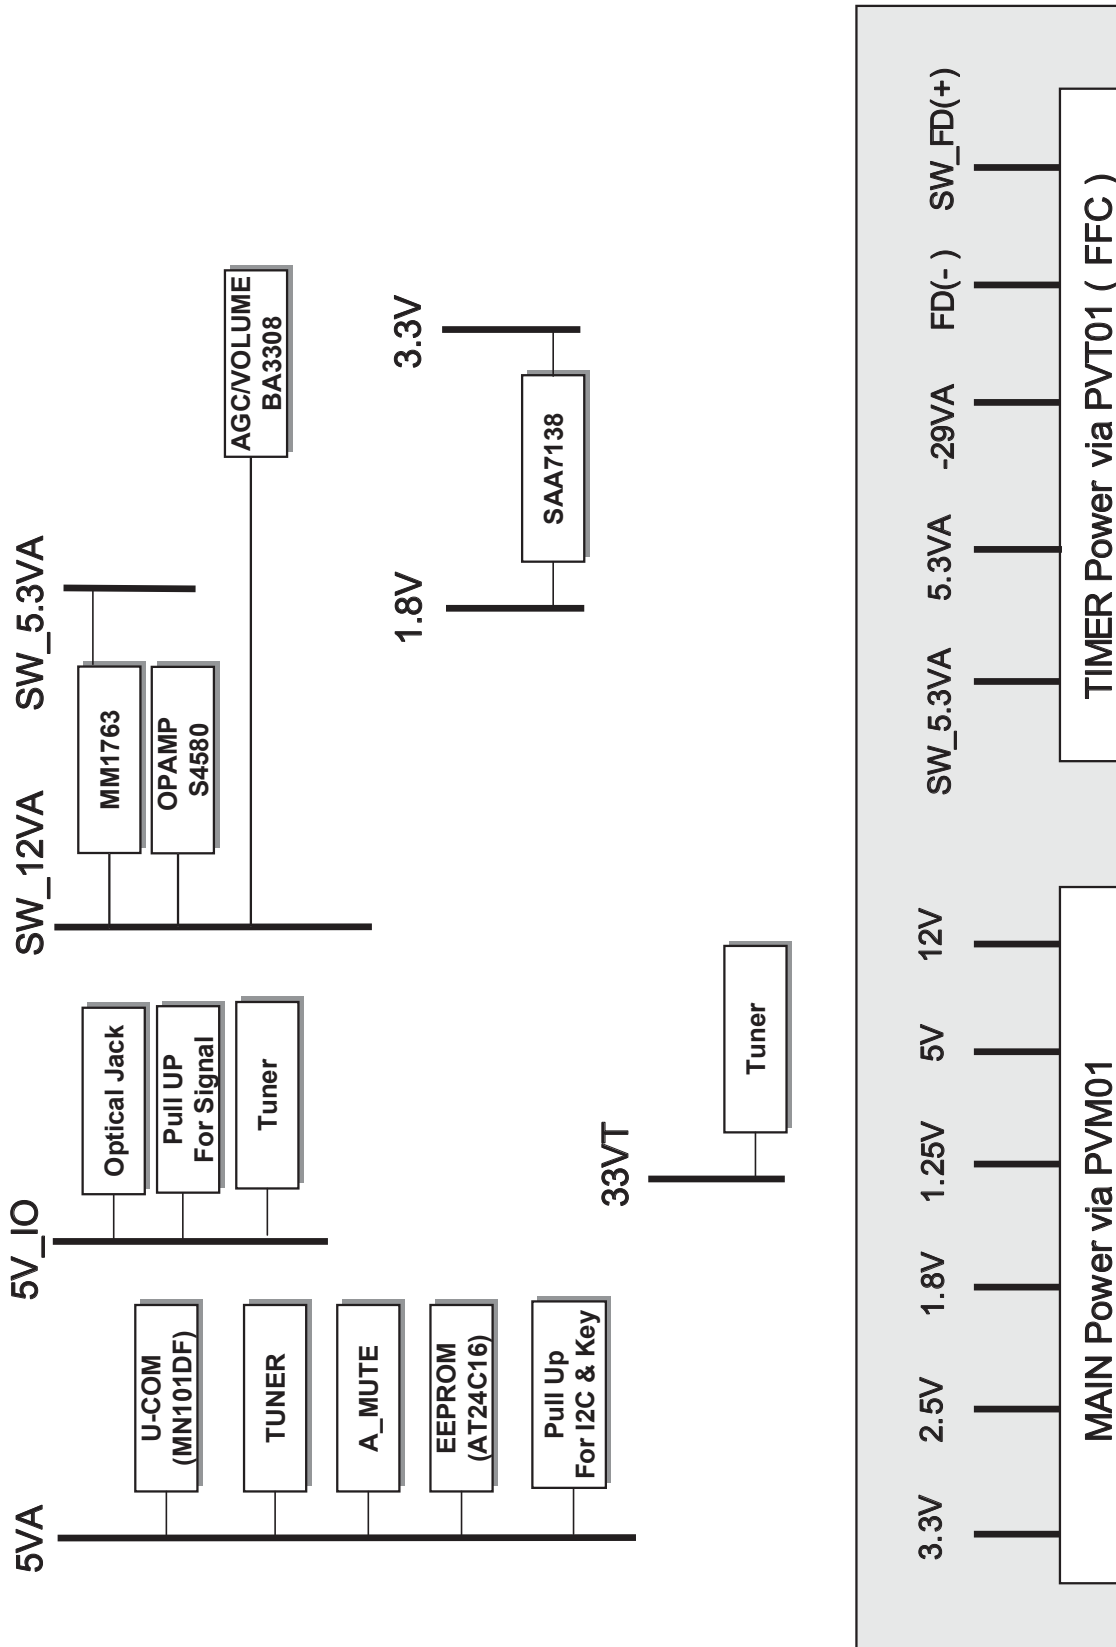 5VA
U-COM
(MN101DF)
TUNER
A_MUTE
EEPROM
(AT24C16)
Pull Up
For I2C & Key
5V_IO
Optical Jack
Pull UP
For Signal
Tuner
SW_12VA
SW_5.3VA
MM1763
OPAMP
S4580
AGC/VOLUME
BA3308
33VT
Tuner
1.8V
3.3V
SAA7138
3.3V
2.5V
1.8V
1.25V
5V
12V
MAIN Power via PVM01
SW_5.3VA
5.3VA
-29VA
FD(- )
SW_FD(+)
TIMER Power via PVT01 ( FFC )